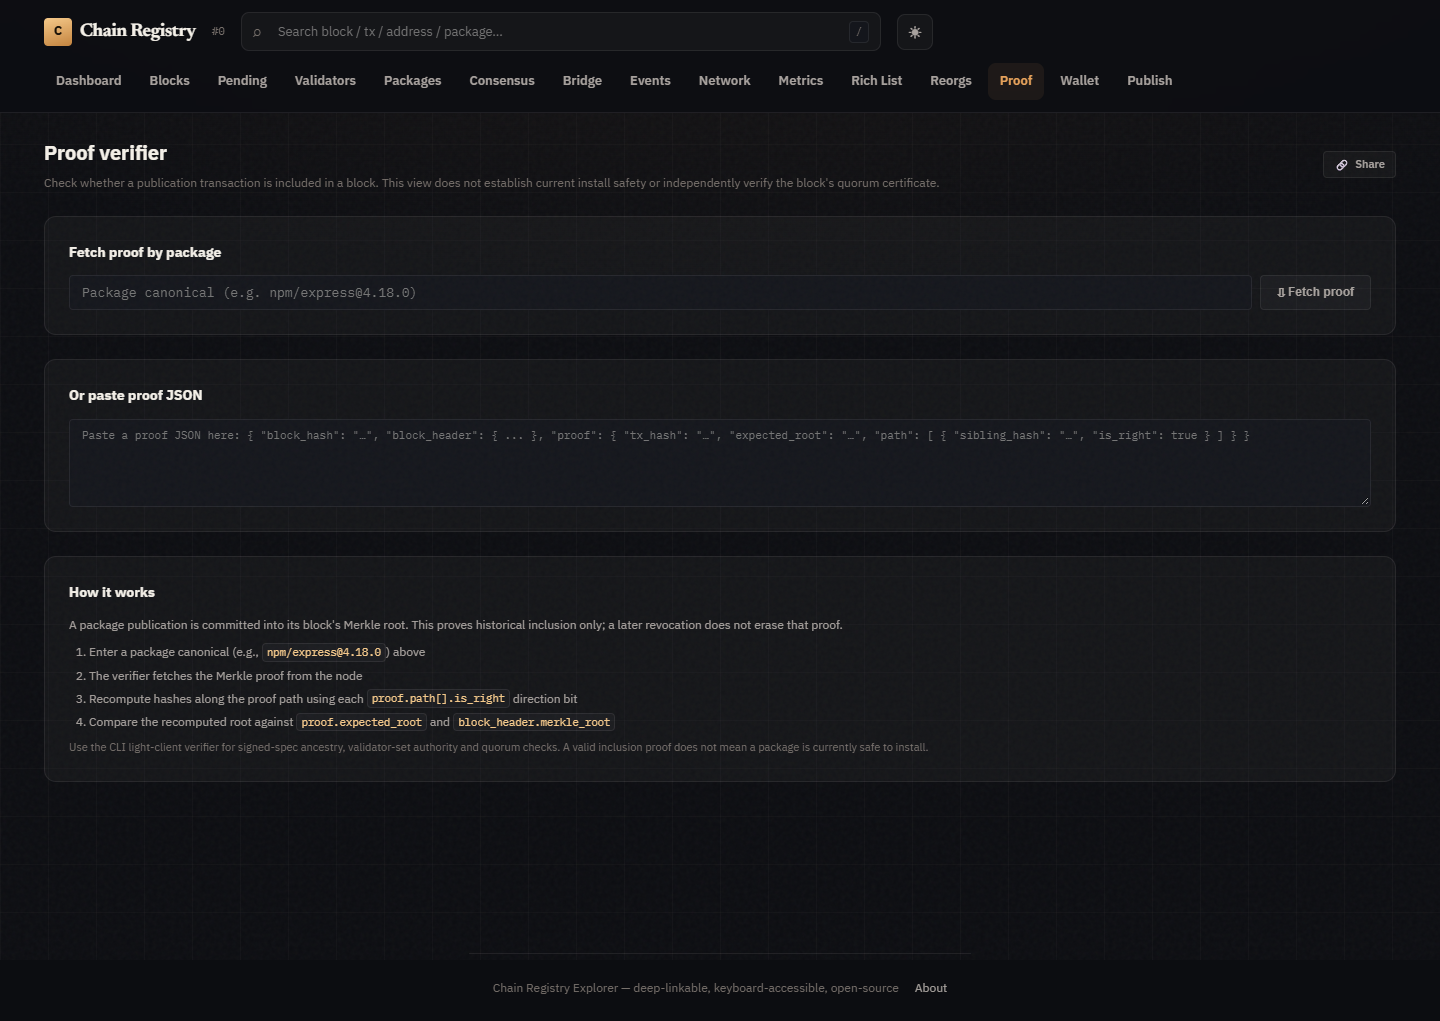 C Chain Registry #0 Search block / tx / address / package… /
Dashboard Blocks Pending Validators Packages Consensus Bridge Events Network Metrics Rich List Reorgs Proof Wallet Publish
Proof verifier
Share
Check whether a publication transaction is included in a block. This view does not establish current install safety or independently verify the block's quorum certificate.
Fetch proof by package
Package canonical (e.g. npm/express@4.18.0) ⇩ Fetch proof
Or paste proof JSON
Paste a proof JSON here: { "block_hash": "…", "block_header": { ... }, "proof": { "tx_hash": "…", "expected_root": "…", "path": [ { "sibling_hash": "…", "is_right": true } ] } }
How it works
A package publication is committed into its block's Merkle root. This proves historical inclusion only; a later revocation does not erase that proof.
1. Enter a package canonical (e.g., npm/express@4.18.0) above
2. The verifier fetches the Merkle proof from the node
3. Recompute hashes along the proof path using each proof.path[].is_right direction bit
4. Compare the recomputed root against proof.expected_root and block_header.merkle_root
Use the CLI light-client verifier for signed-spec ancestry, validator-set authority and quorum checks. A valid inclusion proof does not mean a package is currently safe to install.
Chain Registry Explorer — deep-linkable, keyboard-accessible, open-source About